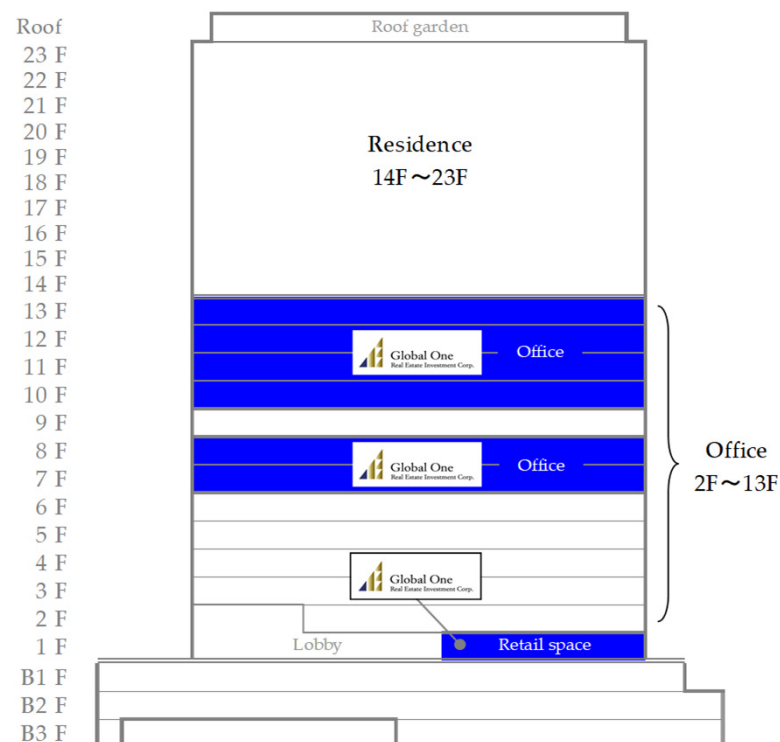 Roof
Roof garden
23 F
22 F
21 F
20 F
19 F
18 F
17 F
16 F
15 F
14 F
Residence
14F～23F
13 F
12 F
11 F
10 F
Global One
Real Estate Investment Corp.
Office
9 F
8 F
7 F
Global One
Real Estate Investment Corp.
Office
Office
2F～13F
6 F
5 F
4 F
3 F
2 F
Global One
Real Estate Investment Corp.
1 F
Lobby
Retail space
B1 F
B2 F
B3 F